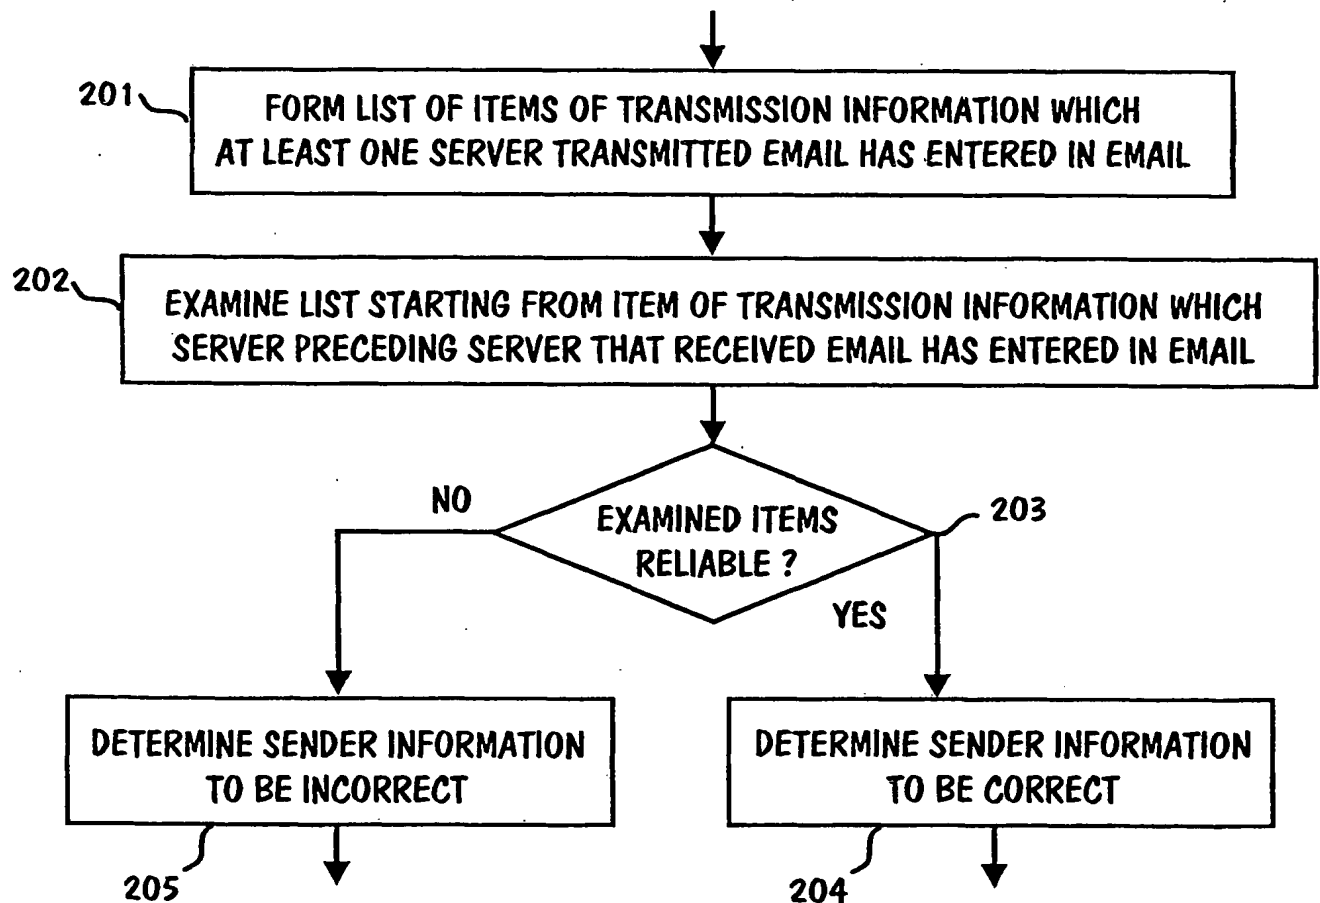 201
FORM LIST OF ITEMS OF TRANSMISSION INFORMATION WHICH
AT LEAST ONE SERVER TRANSMITTED EMAIL HAS ENTERED IN EMAIL
202
EXAMINE LIST STARTING FROM ITEM OF TRANSMISSION INFORMATION WHICH
SERVER PRECEDING SERVER THAT RECEIVED EMAIL HAS ENTERED IN EMAIL
NO
EXAMINED ITEMS
RELIABLE ?
203
YES
DETERMINE SENDER INFORMATION
TO BE INCORRECT
205
DETERMINE SENDER INFORMATION
TO BE CORRECT
204